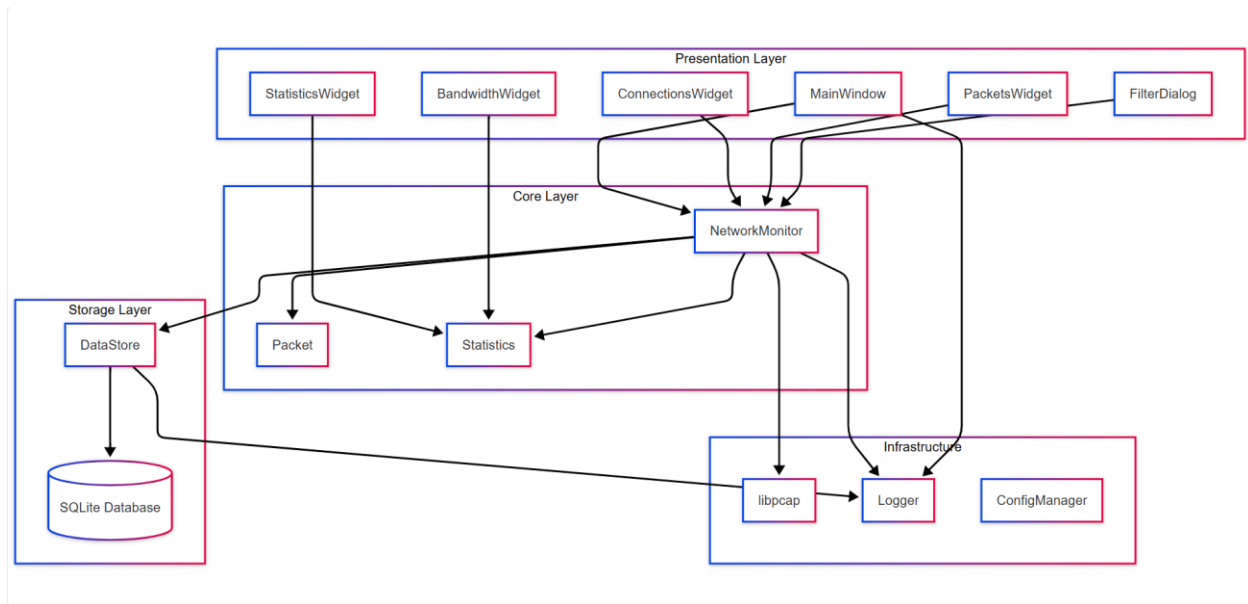 Presentation Layer
StatisticsWidget
BandwidthWidget
ConnectionsWidget
MainWindow
PacketsWidget
FilterDialog
Core Layer
NetworkMonitor
Storage Layer
DataStore
Packet
Statistics
Infrastructure
SQLite Database
libpcap
Logger
ConfigManager